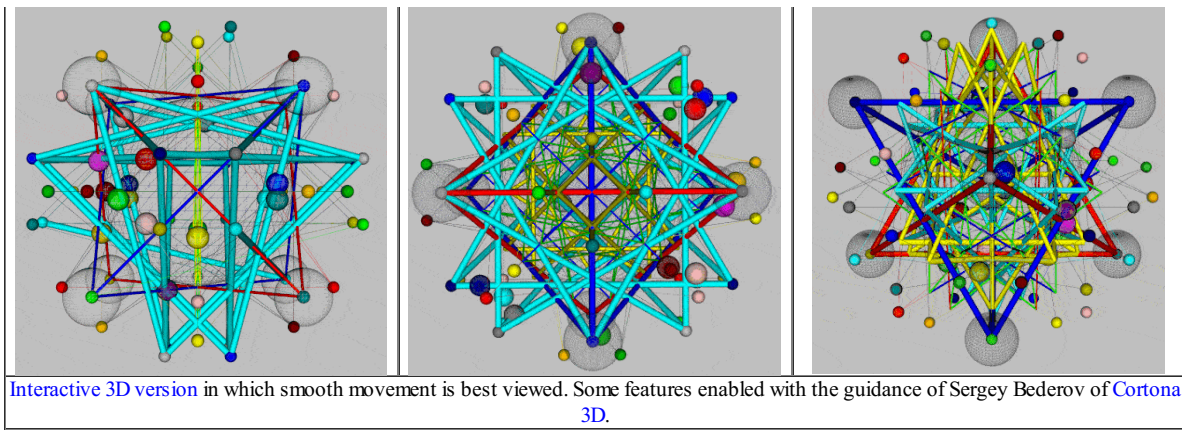 Interactive 3D version in which smooth movement is best viewed. Some features enabled with the guidance of Sergey Bederov of Cortona
3D.